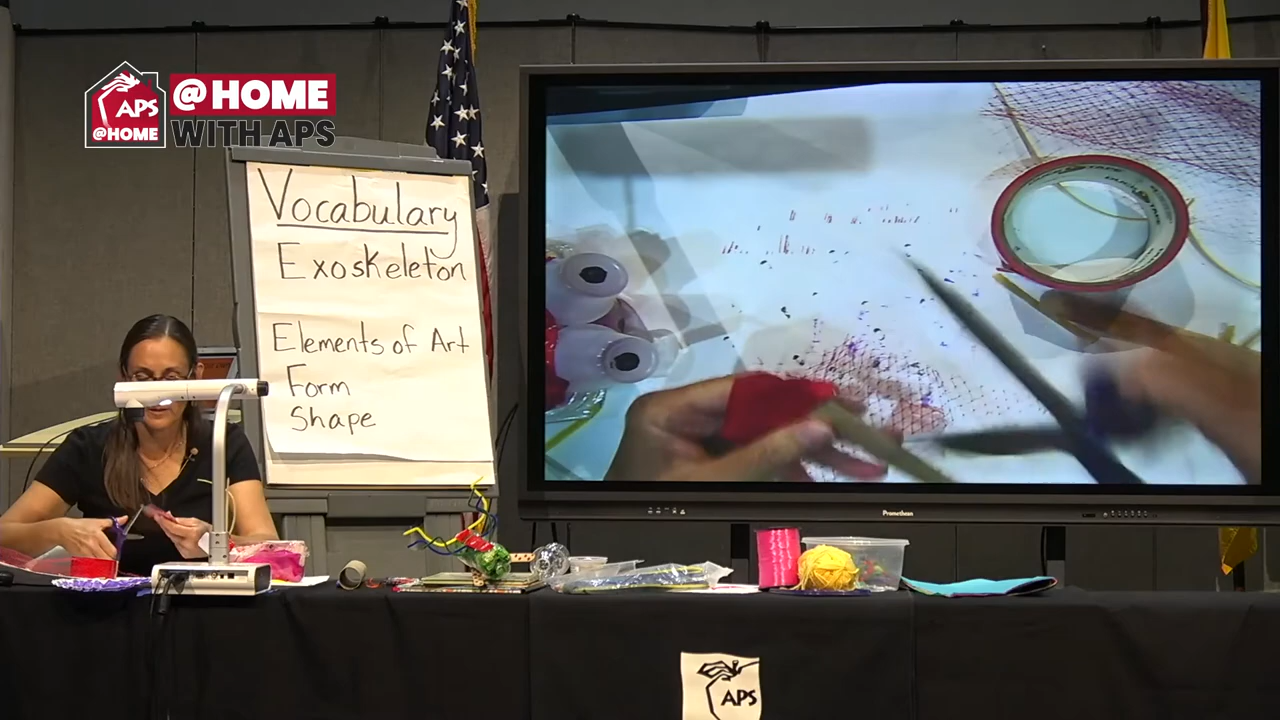 APS
@HOME
@HOME
WITH APS
Vocabulary
Exoskeleton
Elements of Art
Form
Shape
Promethean
APS